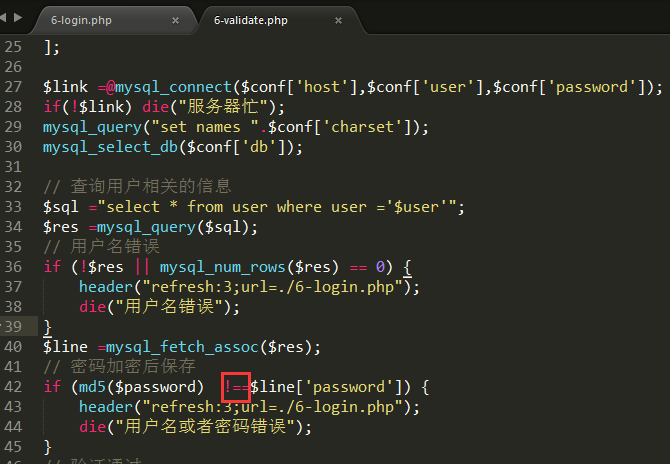 6-login.php × 6-validate.php ×
25 ];
26
27 $link =@mysql_connect($conf['host'],$conf['user'],$conf['password']);
28 if(!$link) die("服务器忙");
29 mysql_query("set names ".$conf['charset']);
30 mysql_select_db($conf['db']);
31
32 // 查询用户相关的信息
33 $sql ="select * from user where user ='$user'";
34 $res =mysql_query($sql);
35 // 用户名错误
36 if (!$res || mysql_num_rows($res) == 0) {
37 header("refresh:3;url=./6-login.php");
38 die("用户名错误");
39 }
40 $line =mysql_fetch_assoc($res);
41 // 密码加密后保存
42 if (md5($password) !==$line['password']) {
43 header("refresh:3;url=./6-login.php");
44 die("用户名或者密码错误");
45 }